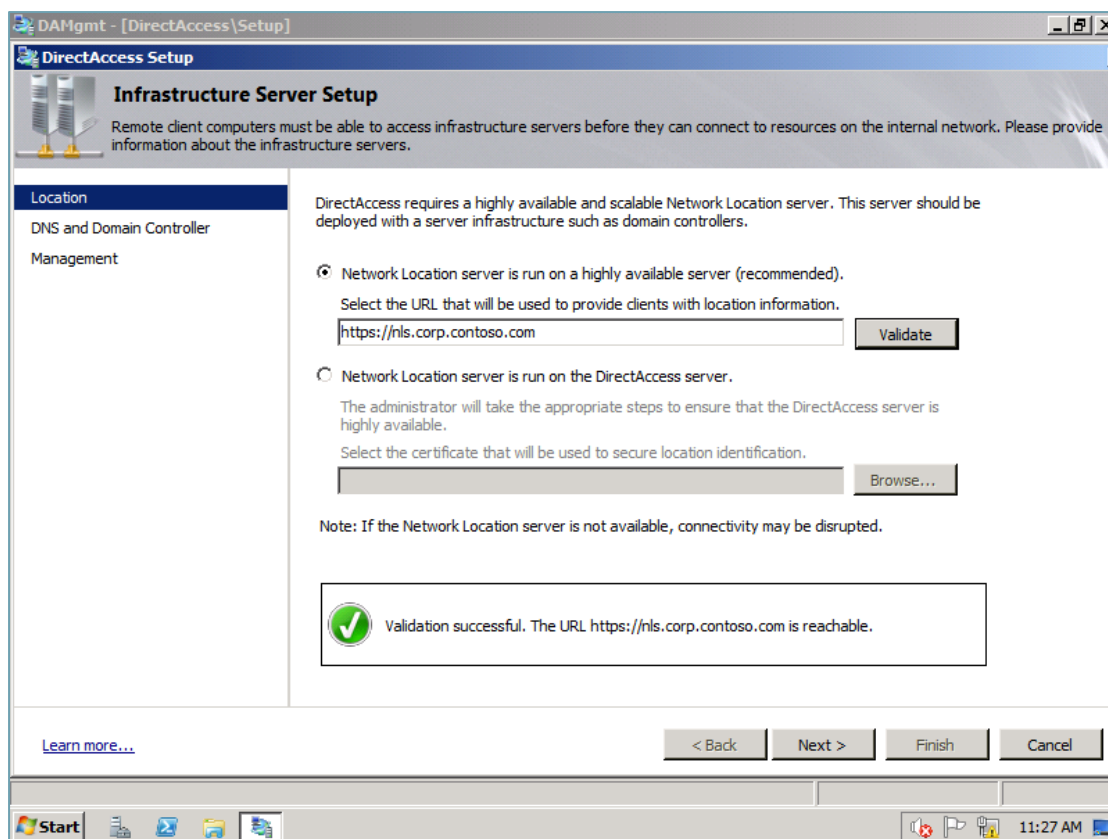 DAMgmt - [DirectAccess\Setup]
DirectAccess Setup
Infrastructure Server Setup
Remote client computers must be able to access infrastructure servers before they can connect to resources on the internal network. Please provide
information about the infrastructure servers.
Location
DNS and Domain Controller
Management
DirectAccess requires a highly available and scalable Network Location server. This server should be
deployed with a server infrastructure such as domain controllers.
Network Location server is run on a highly available server (recommended).
Select the URL that will be used to provide clients with location information.
https://nls.corp.contoso.com
Validate
Network Location server is run on the DirectAccess server.
The administrator will take the appropriate steps to ensure that the DirectAccess server is
highly available.
Select the certificate that will be used to secure location identification.
Browse...
Note: If the Network Location server is not available, connectivity may be disrupted.
Validation successful. The URL https://nls.corp.contoso.com is reachable.
Learn more...
< Back
Next >
Finish
Cancel
Start
11:27 AM